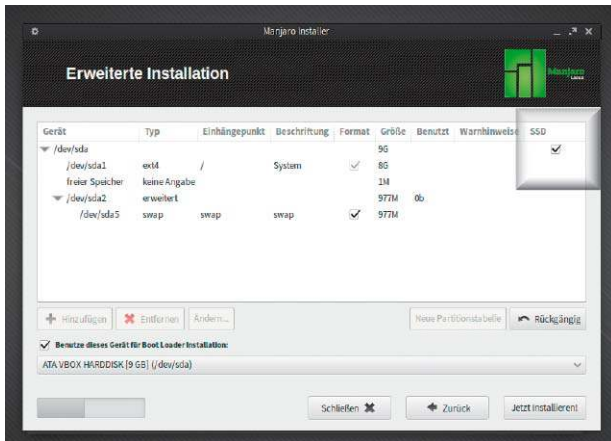 Manjaro Installer
Erweiterte Installation
Manjaro
Gerät Typ Einhängepunkt Beschriftung Format Größe Benutzt Warnhinweise SSD
/dev/sda 9G
/dev/sda1 ext4 / System 8G
freier Speicher keine Angabe 1M
/dev/sda2 erweitert 977M 0b
/dev/sda5 swap swap swap 977M
Hinzufügen Entfernen Ändern... Neue Partitionstabelle Rückgängig
Benutze dieses Gerät für Boot Loader Installation:
ATA VBOX HARDDISK [9 GB] (/dev/sda)
Schließen Zurück Jetzt Installieren!